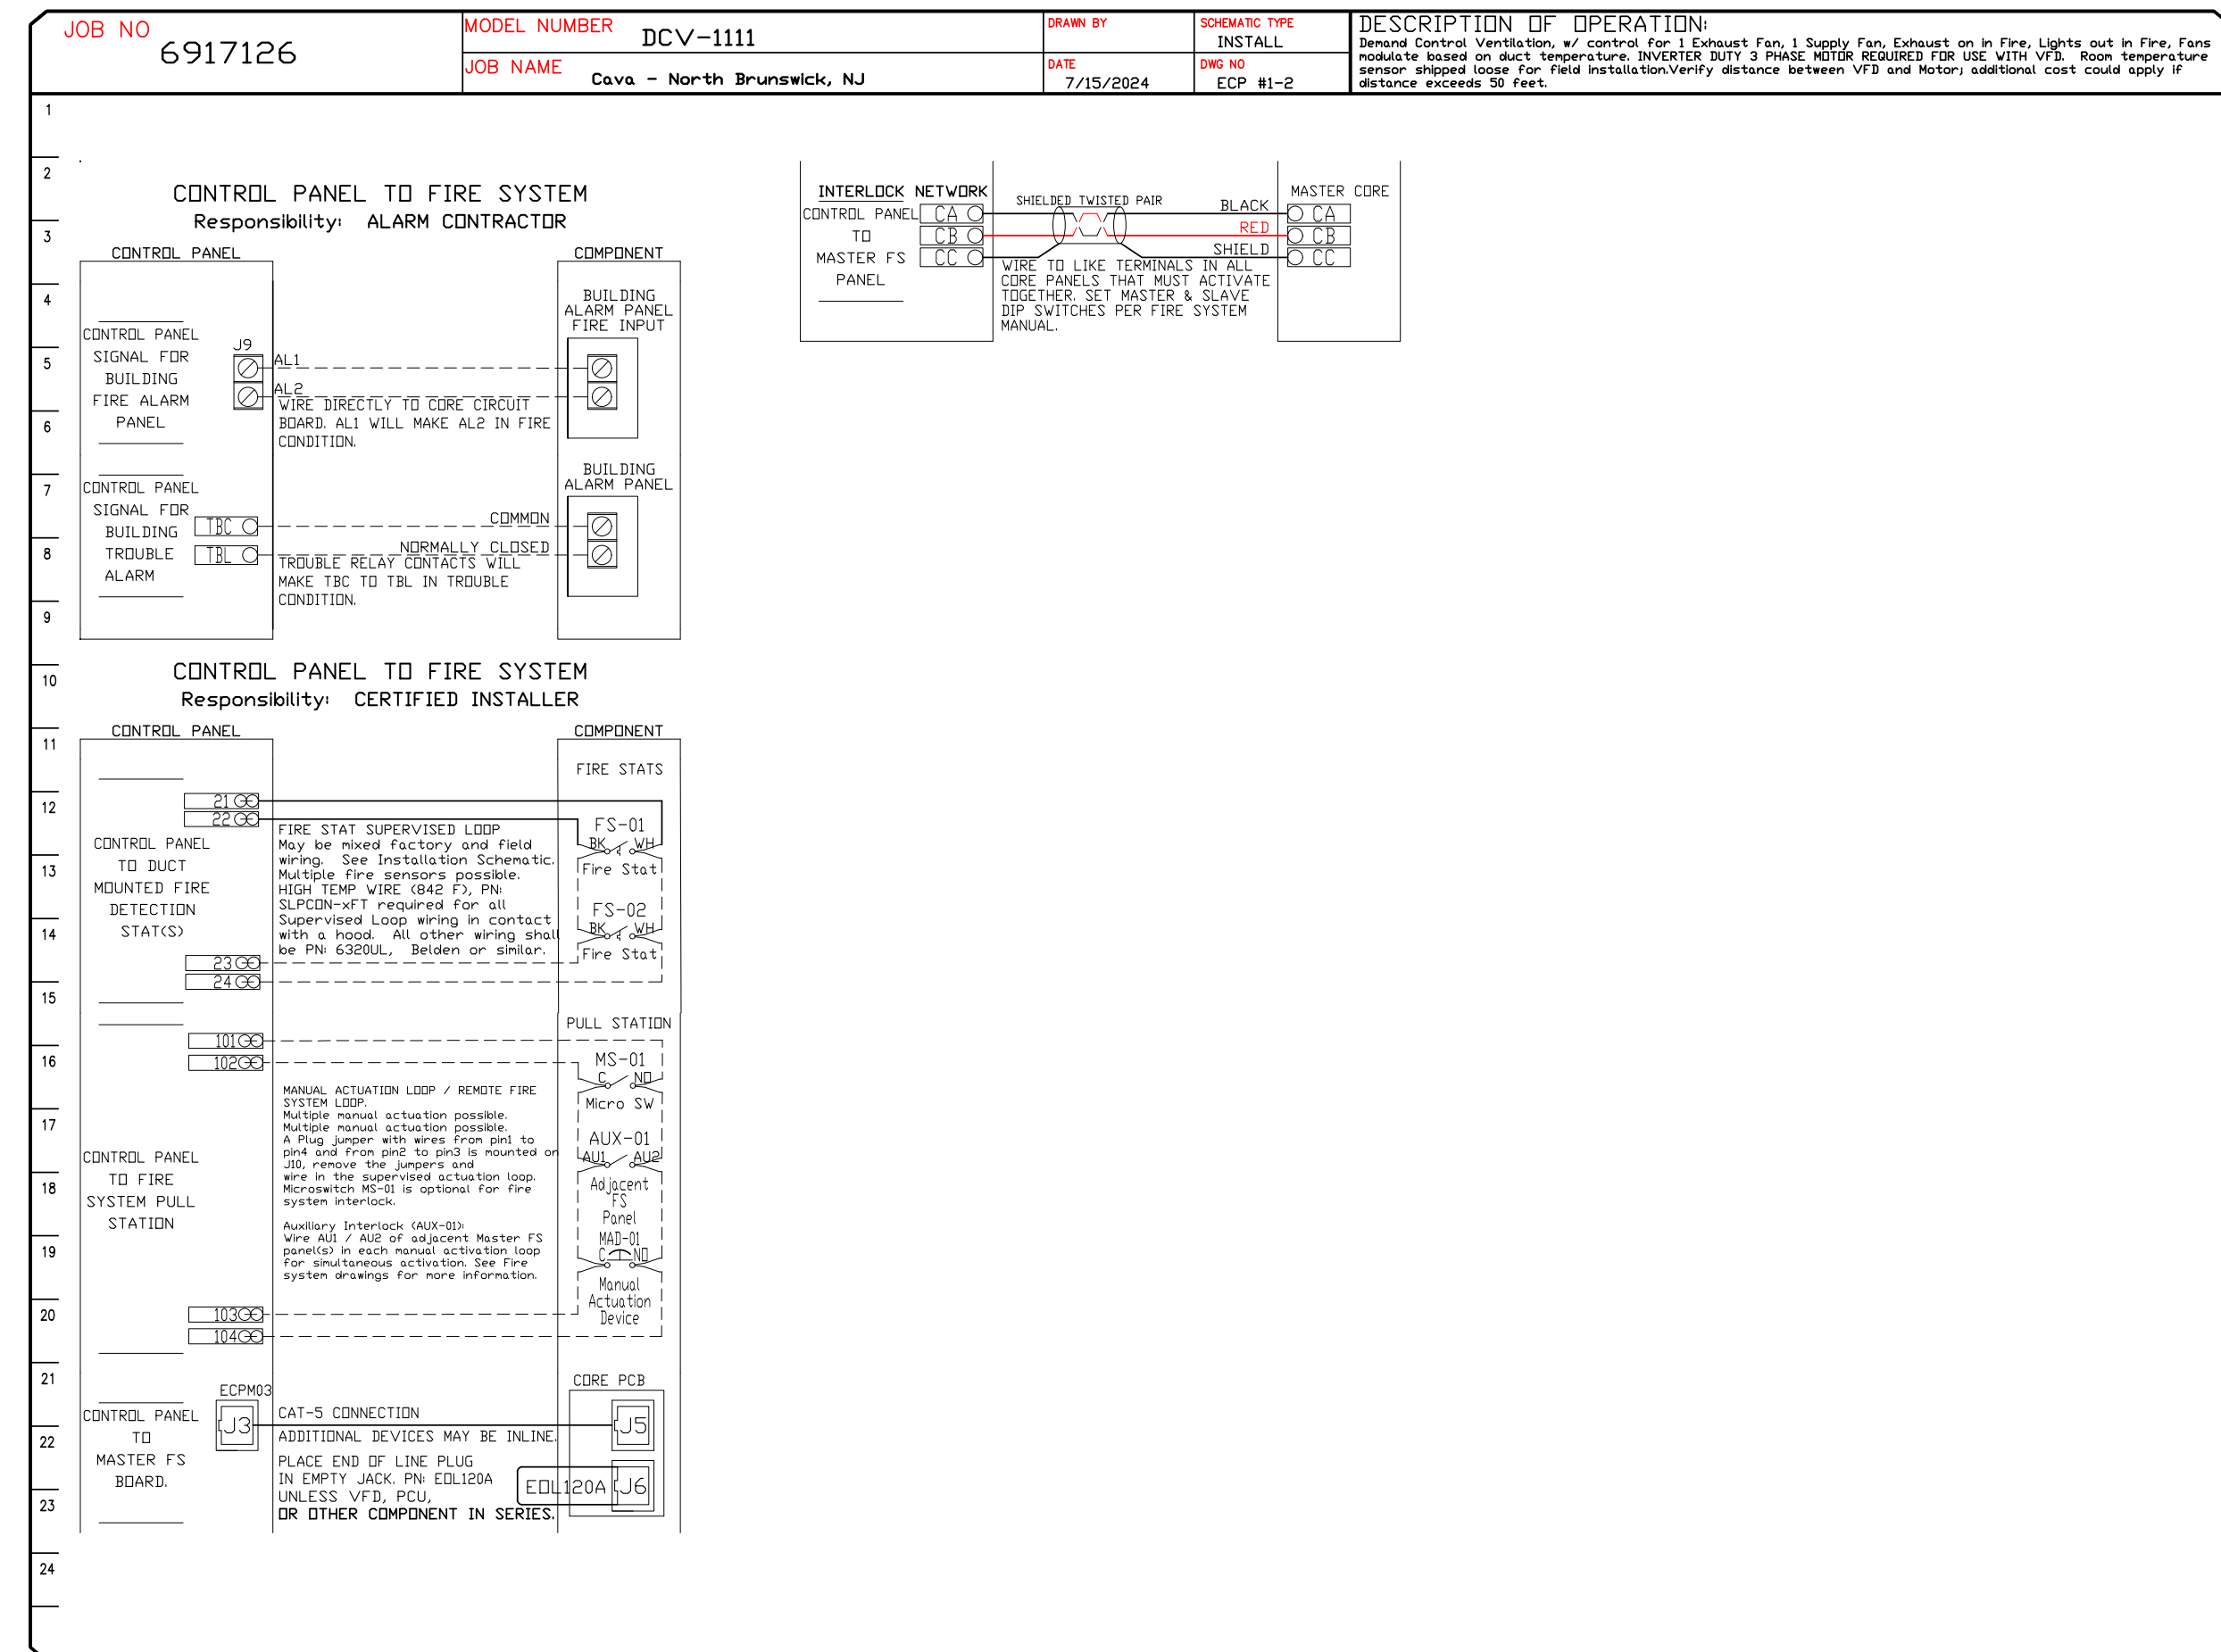 JOB NO
6917126
MODEL NUMBER
DCV-1111
JOB NAME
Cava - North Brunswick, NJ
DRAWN BY
DATE
7/15/2024
SCHEMATIC TYPE
INSTALL
DWG NO
ECP #1-2
DESCRIPTION OF OPERATION:
Demand Control Ventilation, w/ control for 1 Exhaust Fan, 1 Supply Fan, Exhaust on in Fire, Lights out in Fire, Fans
modulate based on duct temperature. INVERTER DUTY 3 PHASE MOTOR REQUIRED FOR USE WITH VFD. Room temperature
sensor shipped loose for field installation.Verify distance between VFD and Motor; additional cost could apply if
distance exceeds 50 feet.
1
2
3
4
5
6
7
8
9
10
11
12
13
14
15
16
17
18
19
20
21
22
23
24
CONTROL PANEL TO FIRE SYSTEM
Responsibility: ALARM CONTRACTOR
CONTROL PANEL
COMPONENT
CONTROL PANEL
SIGNAL FOR
BUILDING
FIRE ALARM
PANEL
J9
AL1
AL2
WIRE DIRECTLY TO CORE CIRCUIT
BOARD. AL1 WILL MAKE AL2 IN FIRE
CONDITION.
BUILDING
ALARM PANEL
FIRE INPUT
CONTROL PANEL
SIGNAL FOR
BUILDING
TROUBLE
ALARM
TBC
TBL
COMMON
NORMALLY CLOSED
TROUBLE RELAY CONTACTS WILL
MAKE TBC TO TBL IN TROUBLE
CONDITION.
BUILDING
ALARM PANEL
INTERLOCK NETWORK
CONTROL PANEL
TO
MASTER FS
PANEL
CA
CB
CC
SHIELDED TWISTED PAIR
BLACK
RED
SHIELD
WIRE TO LIKE TERMINALS IN ALL
CORE PANELS THAT MUST ACTIVATE
TOGETHER. SET MASTER & SLAVE
DIP SWITCHES PER FIRE SYSTEM
MANUAL.
MASTER CORE
CA
CB
CC
CONTROL PANEL TO FIRE SYSTEM
Responsibility: CERTIFIED INSTALLER
CONTROL PANEL
COMPONENT
CONTROL PANEL
TO DUCT
MOUNTED FIRE
DETECTION
STAT(S)
21
22
23
24
FIRE STAT SUPERVISED LOOP
May be mixed factory and field
wiring. See Installation Schematic.
Multiple fire sensors possible.
HIGH TEMP WIRE (842 F), PN:
SLPCON-xFT required for all
Supervised Loop wiring in contact
with a hood. All other wiring shall
be PN: 6320UL, Belden or similar.
FIRE STATS
FS-01
BK WH
Fire Stat
FS-02
BK WH
Fire Stat
CONTROL PANEL
TO FIRE
SYSTEM PULL
STATION
101
102
103
104
MANUAL ACTUATION LOOP / REMOTE FIRE
SYSTEM LOOP.
Multiple manual actuation possible.
Multiple manual actuation possible.
A Plug jumper with wires from pin1 to
pin4 and from pin2 to pin3 is mounted on
J10, remove the jumpers and
wire in the supervised actuation loop.
Microswitch MS-01 is optional for fire
system interlock.
Auxiliary Interlock (AUX-01):
Wire AU1 / AU2 of adjacent Master FS
panel(s) in each manual activation loop
for simultaneous activation. See Fire
system drawings for more information.
PULL STATION
MS-01
C NO
Micro SW
AUX-01
AU1 AU2
Adjacent
FS
Panel
MAD-01
C NO
Manual
Actuation
Device
CONTROL PANEL
TO
MASTER FS
BOARD.
ECPM03
J3
CAT-5 CONNECTION
ADDITIONAL DEVICES MAY BE INLINE.
PLACE END OF LINE PLUG
IN EMPTY JACK. PN: EOL120A
UNLESS VFD, PCU,
OR OTHER COMPONENT IN SERIES.
CORE PCB
J5
EOL120A
J6